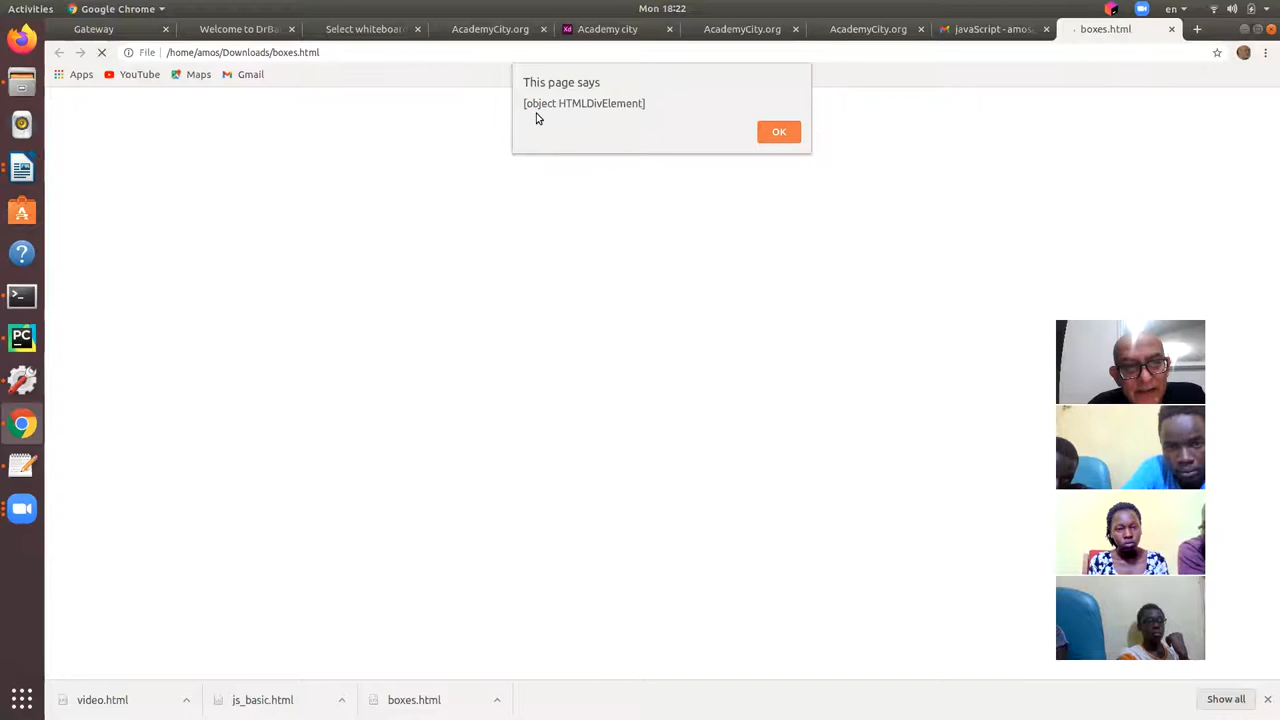 Activities Google Chrome Mon 18:22 en
Gateway Welcome to DrBa Select whiteboar AcademyCity.org Xd Academy city AcademyCity.org AcademyCity.org javaScript - amos. boxes.html
File /home/amos/Downloads/boxes.html
Apps YouTube Maps Gmail
This page says
[object HTMLDivElement]
OK
PC
video.html js_basic.html boxes.html Show all